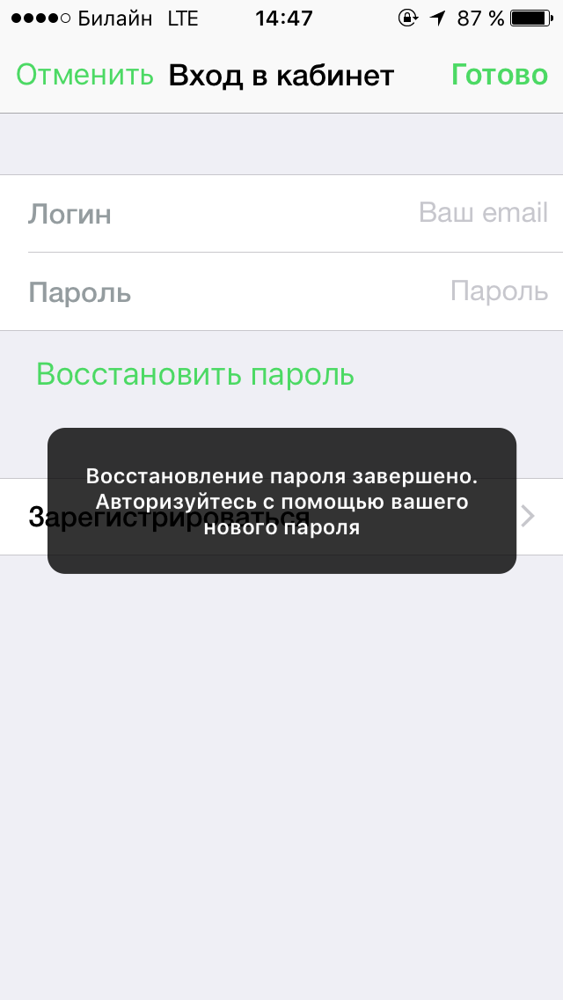 Билайн LTE 14:47 87 %
Отменить Вход в кабинет Готово
Логин Ваш email
Пароль Пароль
Восстановить пароль
Восстановление пароля завершено.
Авторизуйтесь с помощью вашего
нового пароля
Зарегистрироваться